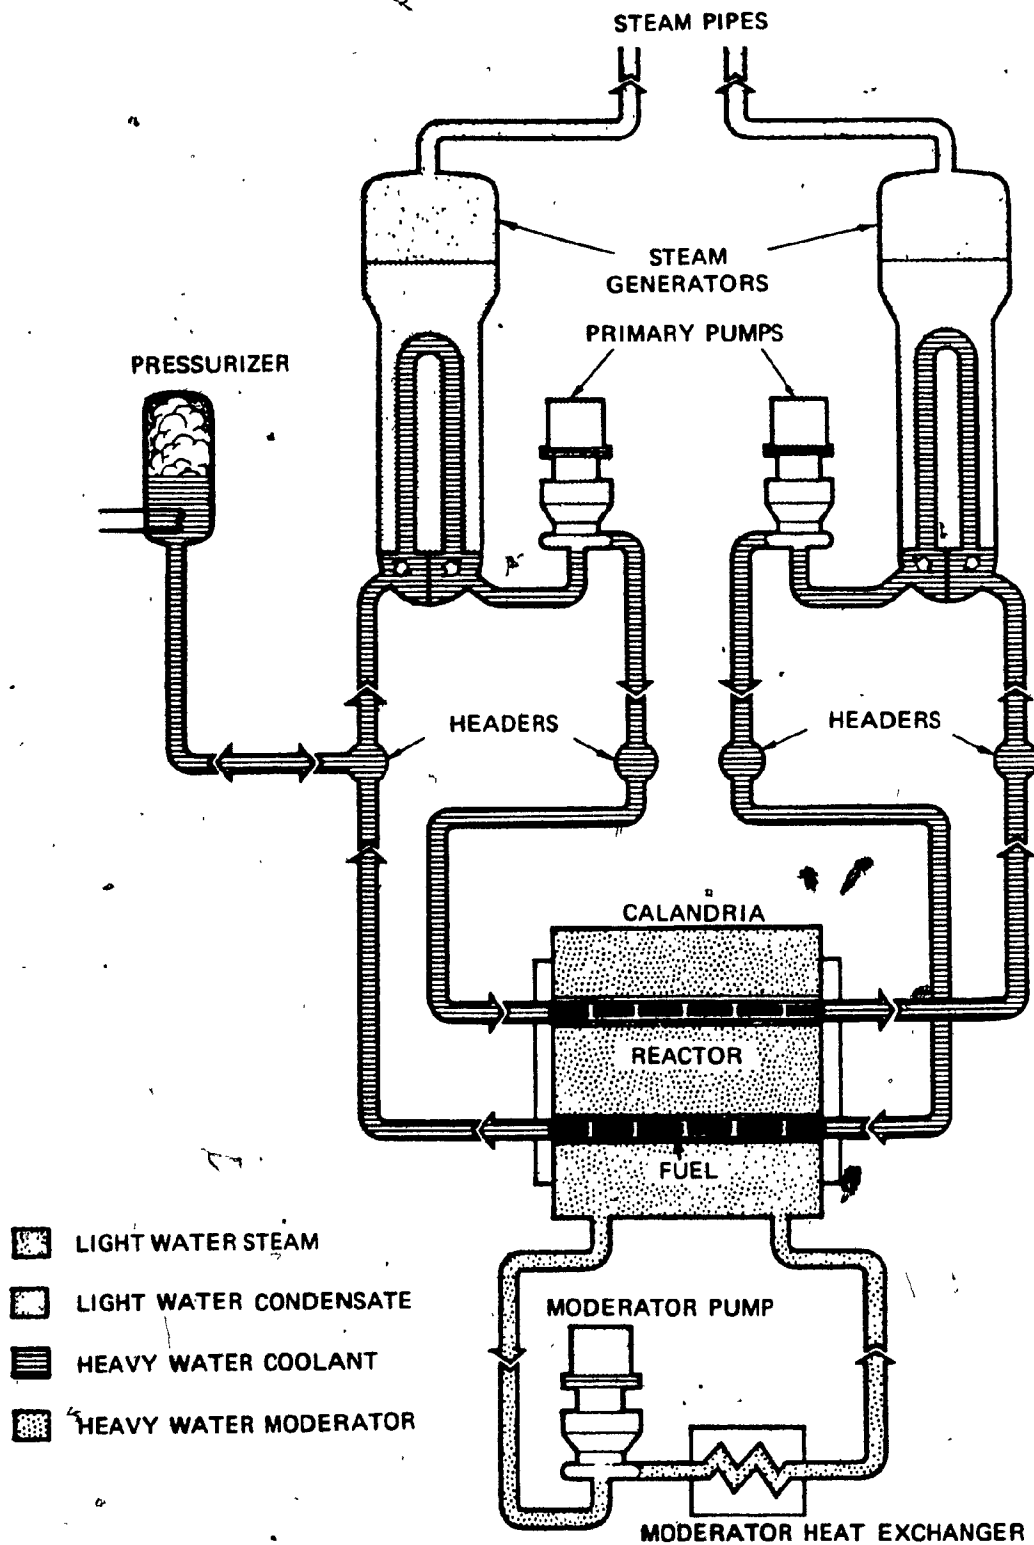 STEAM PIPES
STEAM
GENERATORS
PRIMARY PUMPS
PRESSURIZER
HEADERS
HEADERS
CALANDRIA
REACTOR
FUEL
LIGHT WATER STEAM
LIGHT WATER CONDENSATE
HEAVY WATER COOLANT
HEAVY WATER MODERATOR
MODERATOR PUMP
MODERATOR HEAT EXCHANGER